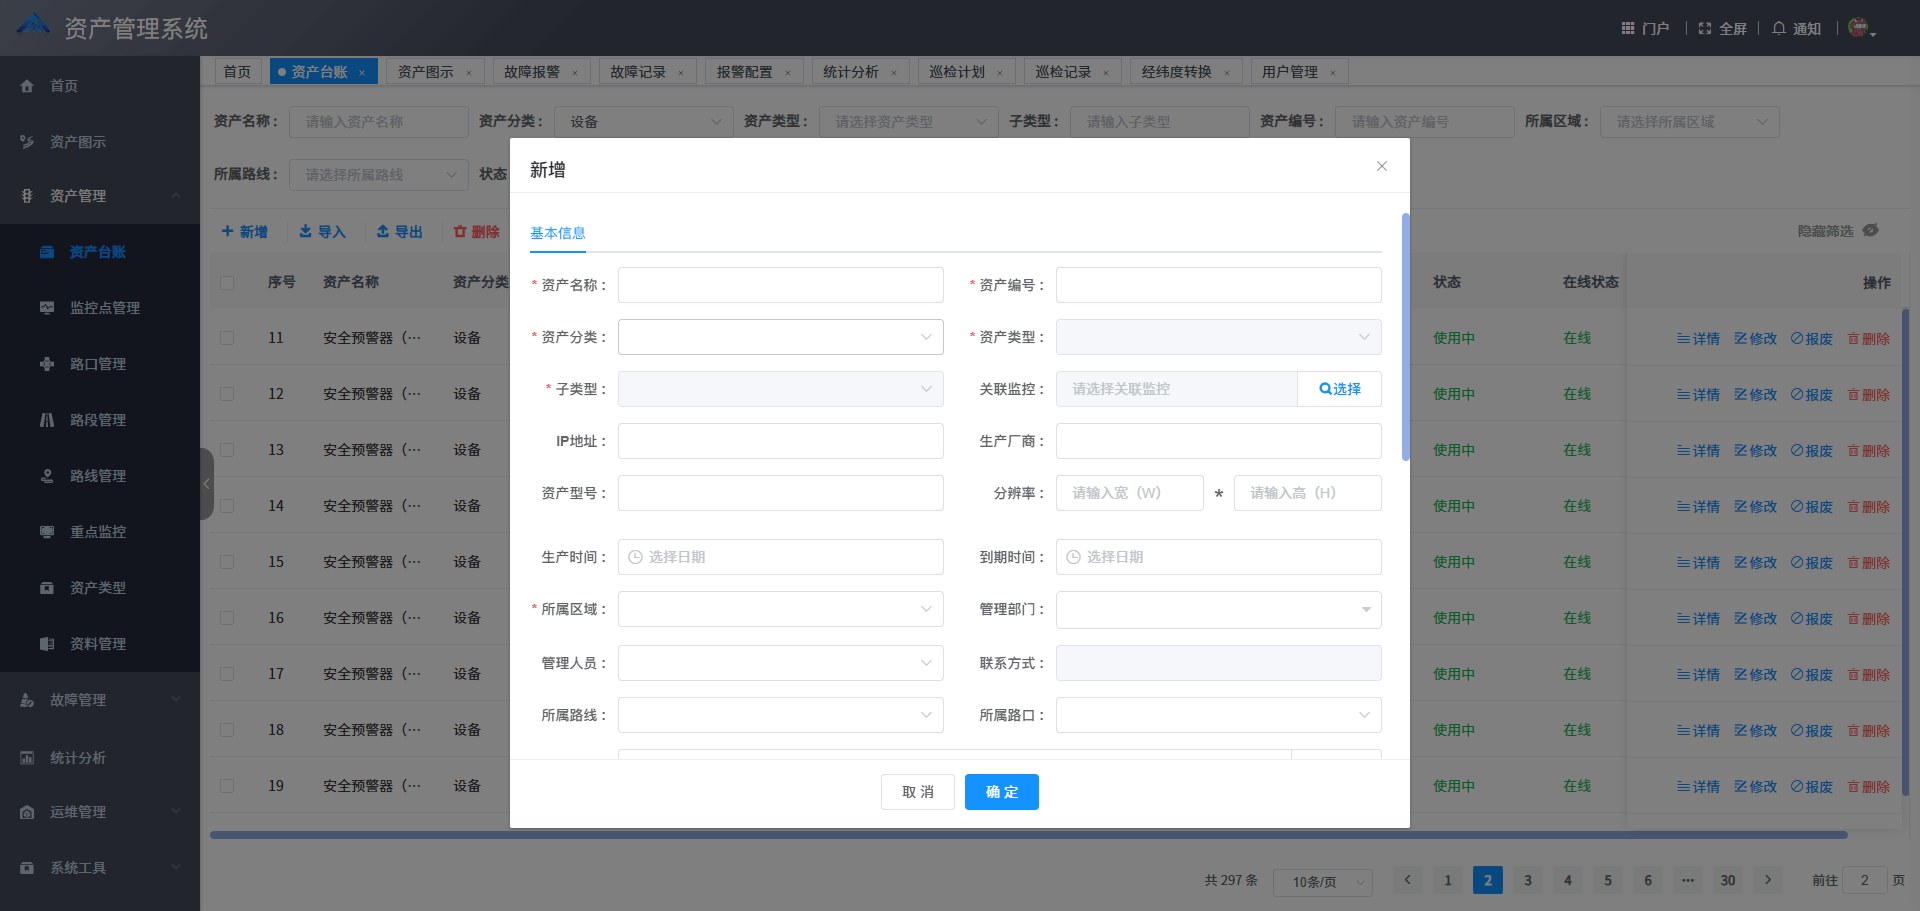 资产管理系统
门户 全屏 通知
首页 资产台账 资产图示 故障报警 故障记录 报警配置 统计分析 巡检计划 巡检记录 经纬度转换 用户管理
首页
资产图示
资产管理
资产台账
监控点管理
路口管理
路段管理
路线管理
重点监控
资产类型
资料管理
故障管理
统计分析
运维管理
系统工具
资产名称： 请输入资产名称 资产分类： 设备 资产类型： 请选择资产类型 子类型： 请输入子类型 资产编号： 请输入资产编号 所属区域： 请选择所属区域
所属路线： 请选择所属路线 状态
新增 导入 导出 删除 隐藏筛选
序号 资产名称 资产分类 状态 在线状态 操作
11 安全预警器（… 设备 使用中 在线 详情 修改 报废 删除
12 安全预警器（… 设备 使用中 在线 详情 修改 报废 删除
13 安全预警器（… 设备 使用中 在线 详情 修改 报废 删除
14 安全预警器（… 设备 使用中 在线 详情 修改 报废 删除
15 安全预警器（… 设备 使用中 在线 详情 修改 报废 删除
16 安全预警器（… 设备 使用中 在线 详情 修改 报废 删除
17 安全预警器（… 设备 使用中 在线 详情 修改 报废 删除
18 安全预警器（… 设备 使用中 在线 详情 修改 报废 删除
19 安全预警器（… 设备 使用中 在线 详情 修改 报废 删除
共 297 条 10条/页 1 2 3 4 5 6 ··· 30 前往 2 页
新增
基本信息
* 资产名称： * 资产编号：
* 资产分类： * 资产类型：
* 子类型： 关联监控： 请选择关联监控 选择
IP地址： 生产厂商：
资产型号： 分辨率： 请输入宽（W） * 请输入高（H）
生产时间： 选择日期 到期时间： 选择日期
* 所属区域： 管理部门：
管理人员： 联系方式：
所属路线： 所属路口：
取 消 确 定